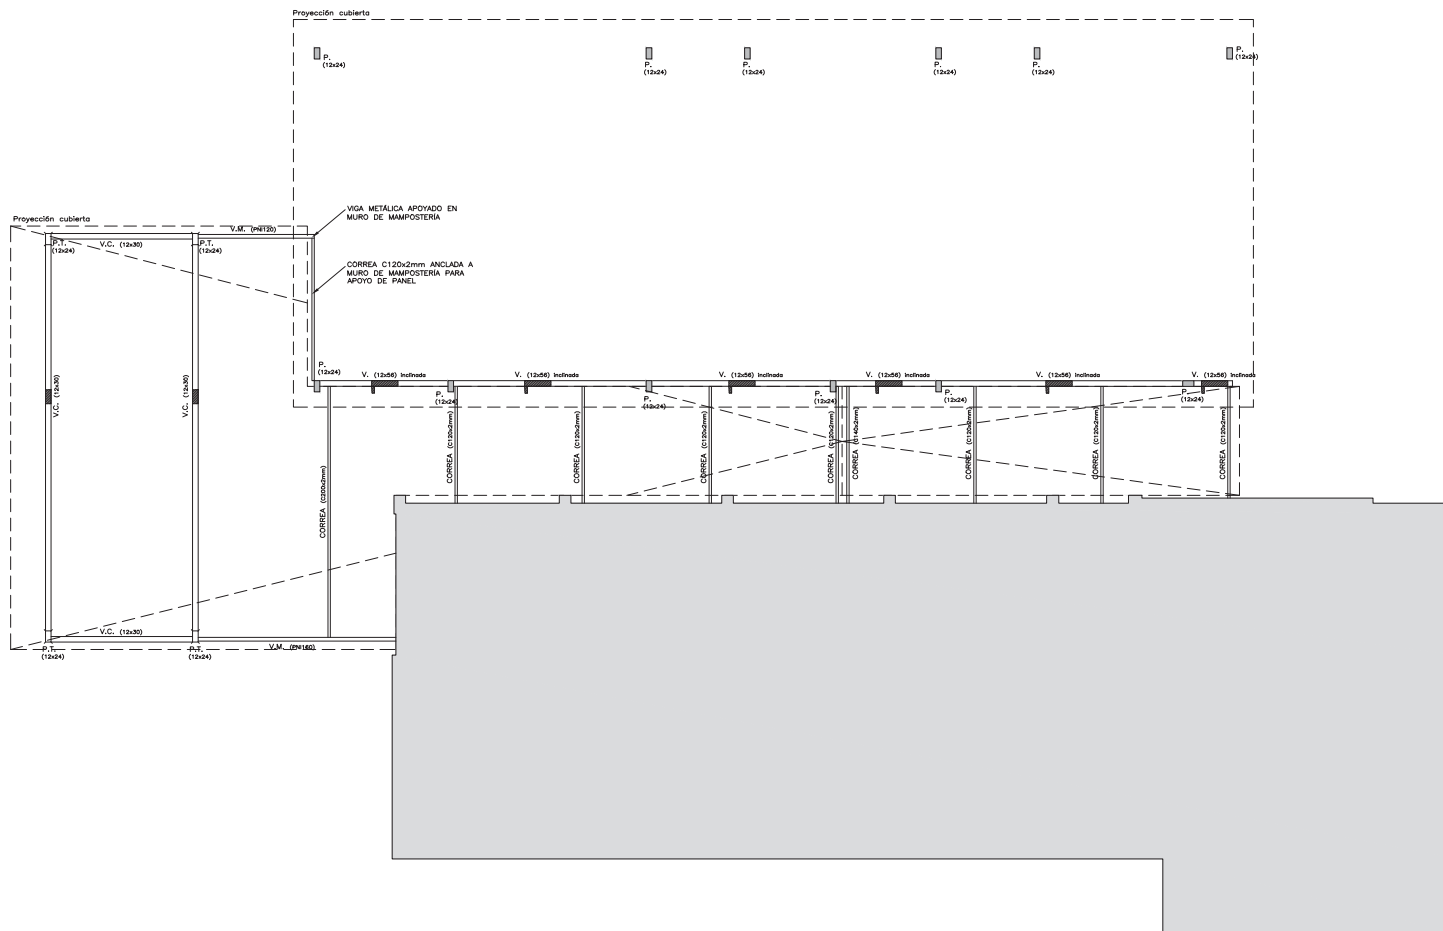 Proyección cubierta
P.
(12x24)
P.
(12x24)
P.
(12x24)
P.
(12x24)
P.
(12x24)
P.
(12x24)
VIGA METÁLICA APOYADO EN
MURO DE MAMPOSTERÍA
Proyección cubierta
V.M. (PNI120)
P.T.
(12x24)
V.C. (12x30)
P.T.
(12x24)
CORREA C120x2mm ANCLADA A
MURO DE MAMPOSTERÍA PARA
APOYO DE PANEL
P.
(12x24)
V. (12x56) inclinada
V. (12x56) inclinada
V. (12x56) inclinada
V. (12x56) inclinada
V. (12x56) inclinada
V. (12x56) inclinada
P.
(12x24)
P.
(12x24)
P.
(12x24)
P.
(12x24)
P.
(12x24)
V.C. (12x30)
V.C. (12x30)
CORREA (C200x2mm)
CORREA (C120x2mm)
CORREA (C120x2mm)
CORREA (C120x2mm)
CORREA (C120x2mm)
CORREA (C140x2mm)
CORREA (C120x2mm)
CORREA (C120x2mm)
CORREA (C120x2mm)
V.C. (12x30)
P.T.
(12x24)
P.T.
(12x24)
V.M. (PNI160)